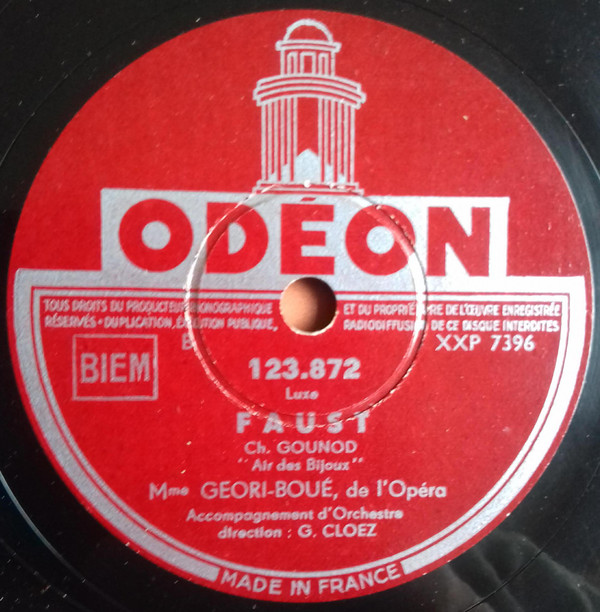 ODÉON
TOUS DROITS DU PRODUCTEUR PHONOGRAPHIQUE ET DU PROPRIÉTAIRE DE L'ŒUVRE ENREGISTRÉE
RÉSERVÉS • DUPLICATION, EXÉCUTION PUBLIQUE, RADIODIFFUSION DE CE DISQUE INTERDITES
BIEM
XXP 7396
123.872
Luxe
FAUST
Ch. GOUNOD
"Air des Bijoux"
Mme GEORI-BOUÉ, de l'Opéra
Accompagnement d'Orchestre
direction : G. CLOEZ
MADE IN FRANCE